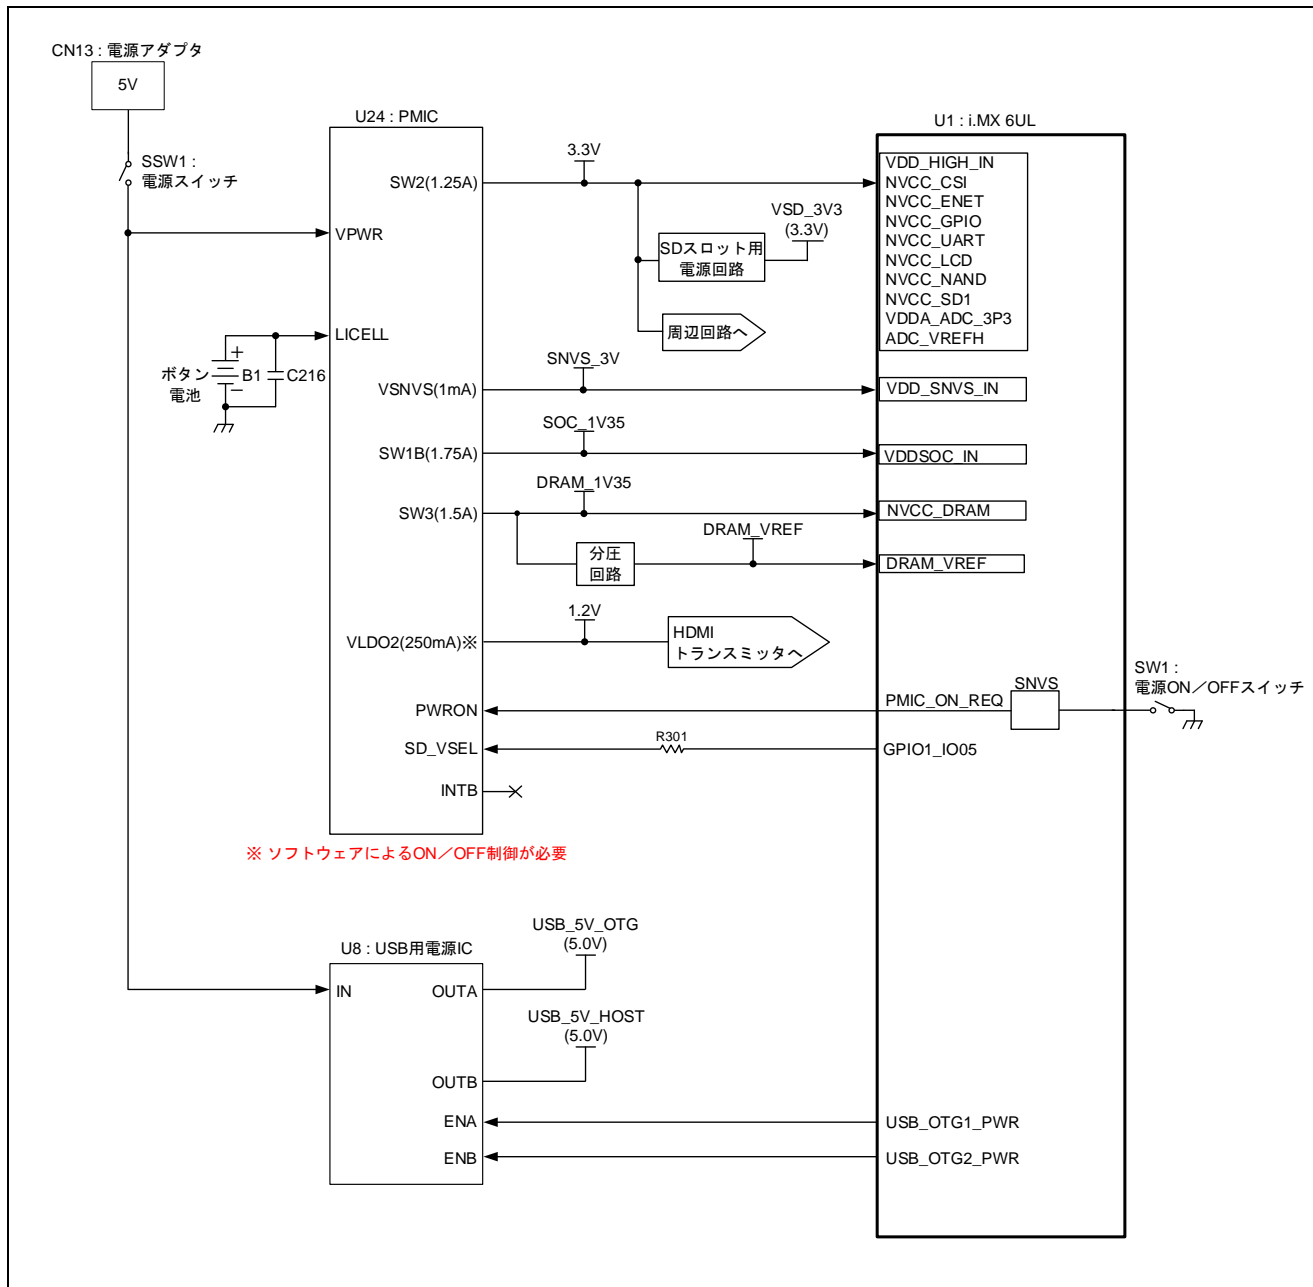 CN13 : 電源アダプタ
5V
SSW1 :
電源スイッチ
U24 : PMIC
VPWR
LICELL
ボタン
電池
B1
C216
+
−
SW2(1.25A)
VSNVS(1mA)
SW1B(1.75A)
SW3(1.5A)
VLDO2(250mA)※
PWRON
SD_VSEL
INTB
※ ソフトウェアによるON／OFF制御が必要
3.3V
SDスロット用
電源回路
VSD_3V3
(3.3V)
周辺回路へ
SNVS_3V
SOC_1V35
DRAM_1V35
分圧
回路
DRAM_VREF
1.2V
HDMI
トランスミッタへ
R301
U1 : i.MX 6UL
VDD_HIGH_IN
NVCC_CSI
NVCC_ENET
NVCC_GPIO
NVCC_UART
NVCC_LCD
NVCC_NAND
NVCC_SD1
VDDA_ADC_3P3
ADC_VREFH
VDD_SNVS_IN
VDDSOC_IN
NVCC_DRAM
DRAM_VREF
PMIC_ON_REQ
SNVS
SW1 :
電源ON／OFFスイッチ
GPIO1_IO05
U8 : USB用電源IC
IN
OUTA
OUTB
ENA
ENB
USB_5V_OTG
(5.0V)
USB_5V_HOST
(5.0V)
USB_OTG1_PWR
USB_OTG2_PWR